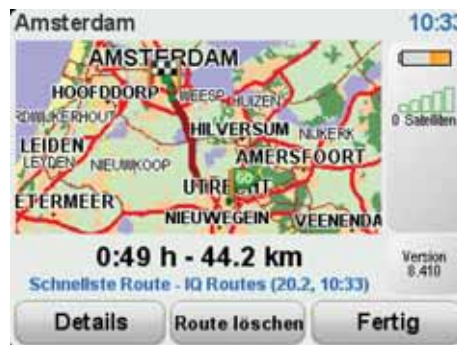 Amsterdam 10:33
AMSTERDAM
HOOFDDORP WEESP HUIZEN
HILVERSUM NIJKERK
LEIDEN
LEYDEN NIEUWKOOP AMERSFOORT
UTRECHT GO
ETERMEER
NIEUWEGEIN VEENENDA
0 Satelliten
0:49 h - 44.2 km
Schnellste Route - IQ Routes (20.2, 10:33)
Version
8.410
Details Route löschen Fertig